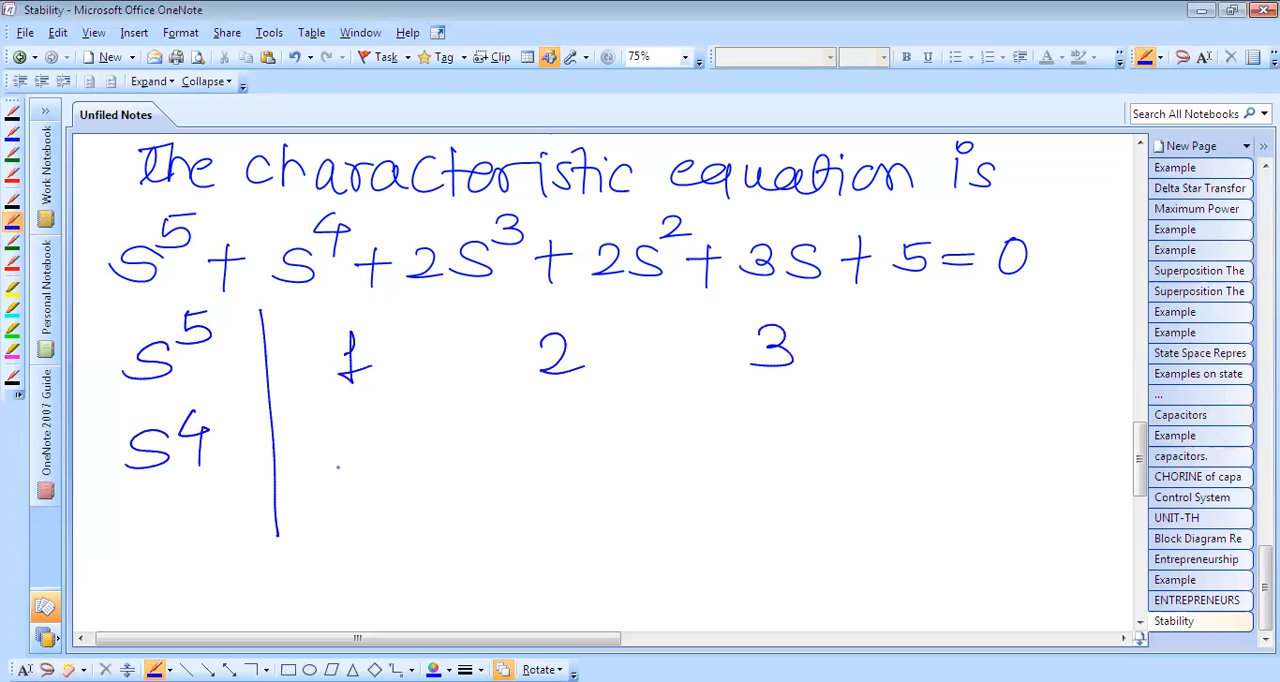 Stability - Microsoft Office OneNote
File Edit View Insert Format Share Tools Table Window Help
New Task Tag Clip 75% B U A
Expand Collapse
Unfiled Notes
Search All Notebooks
New Page
Work Notebook
Personal Notebook
OneNote 2007 Guide
The characteristic equation is
S⁵ + S⁴ + 2S³ + 2S² + 3S + 5 = 0
S⁵ 1 2 3
S⁴
Example
Delta Star Transfor
Maximum Power
Example
Example
Superposition The
Superposition The
Example
Example
State Space Repres
Examples on state
...
Capacitors
Example
capacitors.
CHORINE of capa
Control System
UNIT-TH
Block Diagram Re
Entrepreneurship
Example
ENTREPRENEURS
Stability
Rotate